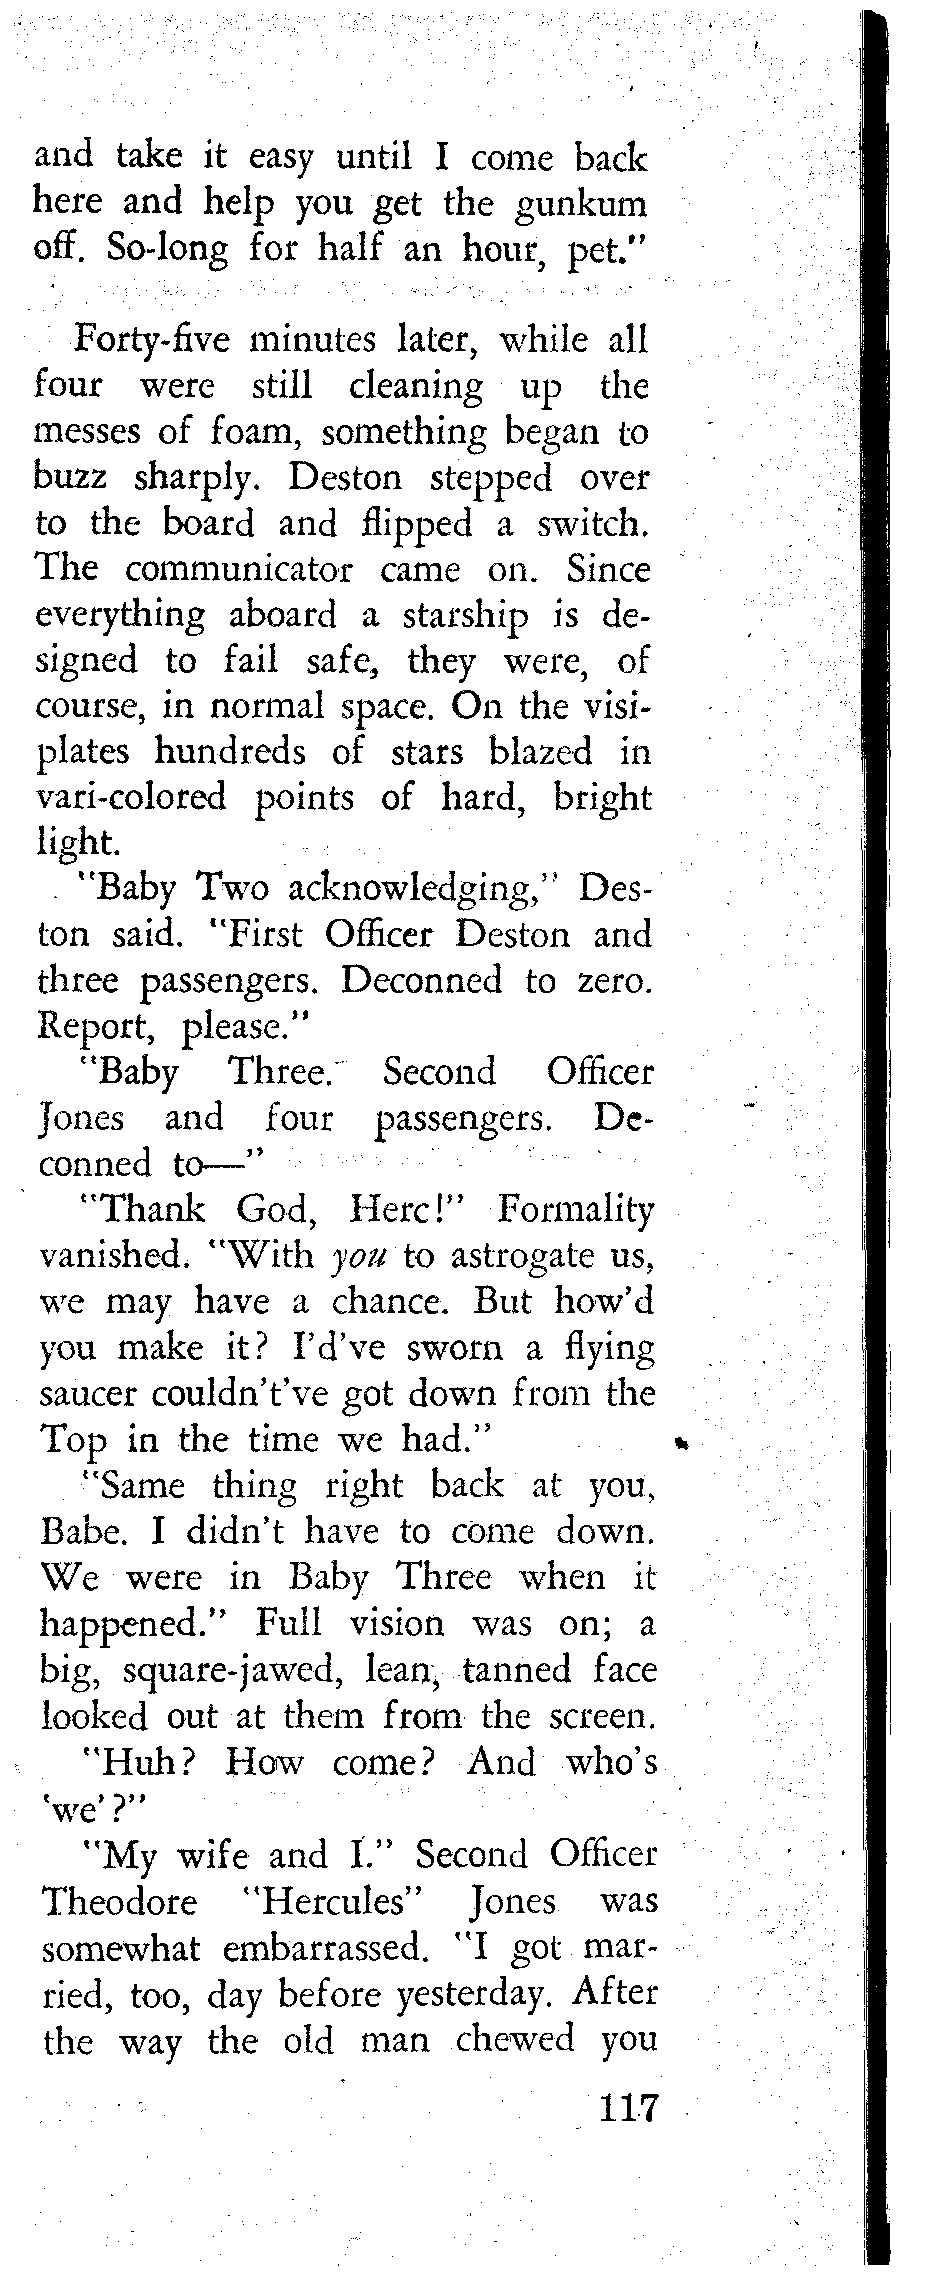 and take it easy until I come back
here and help you get the gunkum
off. So-long for half an hour, pet."
Forty-five minutes later, while all
four were still cleaning up the
messes of foam, something began to
buzz sharply. Deston stepped over
to the board and flipped a switch.
The communicator came on. Since
everything aboard a starship is de-
signed to fail safe, they were, of
course, in normal space. On the visi-
plates hundreds of stars blazed in
vari-colored points of hard, bright
light.
"Baby Two acknowledging," Des-
ton said. "First Officer Deston and
three passengers. Deconned to zero.
Report, please."
"Baby Three. Second Officer
Jones and four passengers. De-
conned to—"
"Thank God, Herc!" Formality
vanished. "With you to astrogate us,
we may have a chance. But how'd
you make it? I'd've sworn a flying
saucer couldn't've got down from the
Top in the time we had."
"Same thing right back at you,
Babe. I didn't have to come down.
We were in Baby Three when it
happened." Full vision was on; a
big, square-jawed, lean, tanned face
looked out at them from the screen.
"Huh? How come? And who's
'we'?"
"My wife and I." Second Officer
Theodore "Hercules" Jones was
somewhat embarrassed. "I got mar-
ried, too, day before yesterday. After
the way the old man chewed you
117